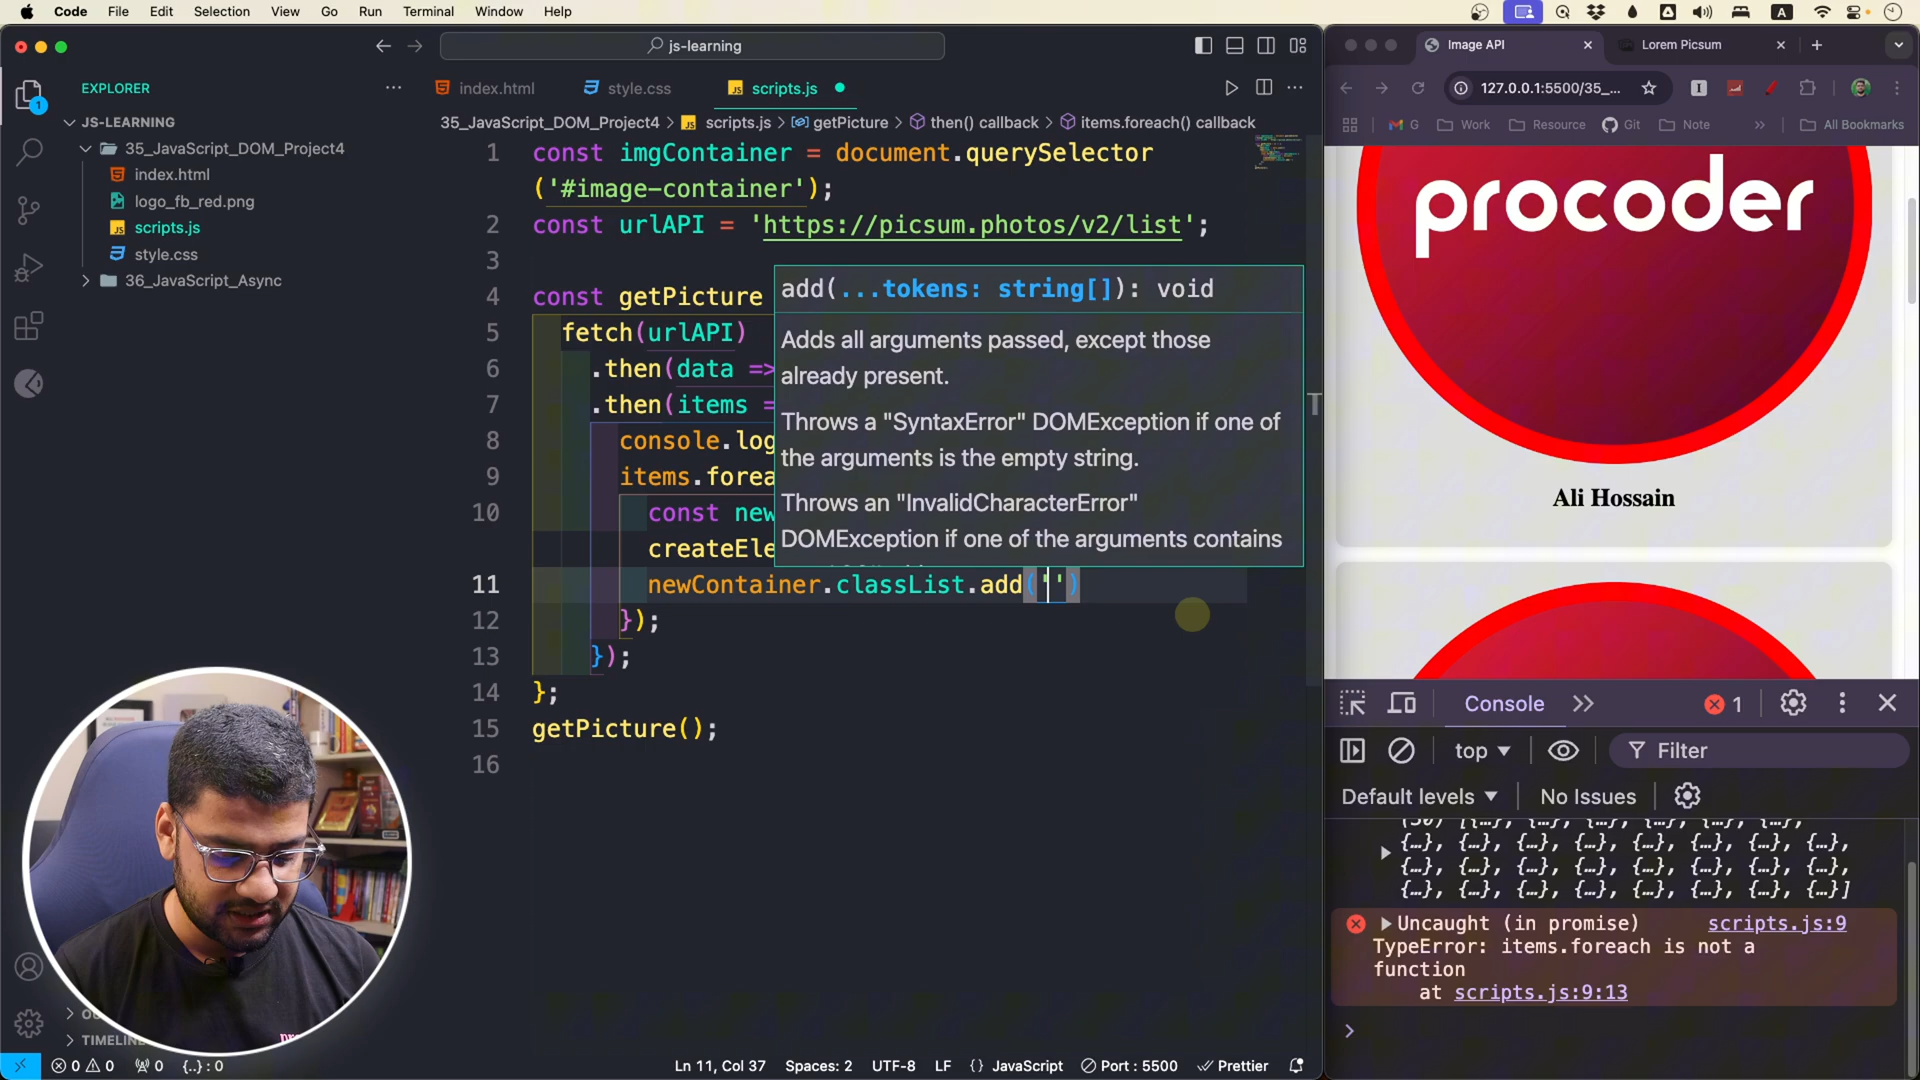 Code File Edit Selection View Go Run Terminal Window Help
A
js-learning
EXPLORER
1
JS-LEARNING
35_JavaScript_DOM_Project4
index.html
logo_fb_red.png
scripts.js
style.css
36_JavaScript_Async
TIMELINE
index.html
style.css
scripts.js
35_JavaScript_DOM_Project4 > scripts.js > getPicture > then() callback > items.foreach() callback
1 const imgContainer = document.querySelector
('#image-container');
2 const urlAPI = 'https://picsum.photos/v2/list';
3
4 const getPicture
5 fetch(urlAPI)
6 .then(data =>
7 .then(items =
8 console.log
9 items.forea
10 const new
createEle
11 newContainer.classList.add('')
12 });
13 });
14 };
15 getPicture();
16
add(...tokens: string[]): void
Adds all arguments passed, except those
already present.
Throws a "SyntaxError" DOMException if one of
the arguments is the empty string.
Throws an "InvalidCharacterError"
DOMException if one of the arguments contains
0 0 0 {..} : 0
Ln 11, Col 37 Spaces: 2 UTF-8 LF {} JavaScript Port : 5500 Prettier
Image API
Lorem Picsum
127.0.0.1:5500/35_...
G Work Resource Git Note » All Bookmarks
procoder
Ali Hossain
Console
1
top
Filter
Default levels
No Issues
(30) [{…}, {…}, {…}, {…}, {…}, {…}, {…},
{…}, {…}, {…}, {…}, {…}, {…}, {…}, {…},
{…}, {…}, {…}, {…}, {…}, {…}, {…}, {…},
{…}, {…}, {…}, {…}, {…}, {…}, {…}]
Uncaught (in promise) scripts.js:9
TypeError: items.foreach is not a
function
at scripts.js:9:13